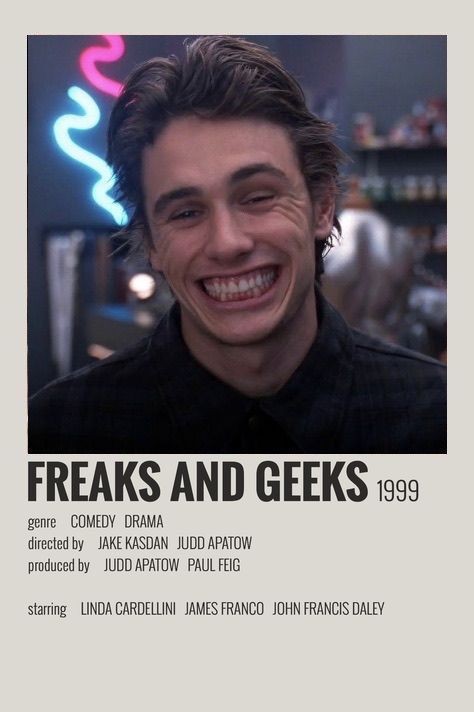 FREAKS AND GEEKS 1999
genre COMEDY DRAMA
directed by JAKE KASDAN JUDD APATOW
produced by JUDD APATOW PAUL FEIG
starring LINDA CARDELLINI JAMES FRANCO JOHN FRANCIS DALEY